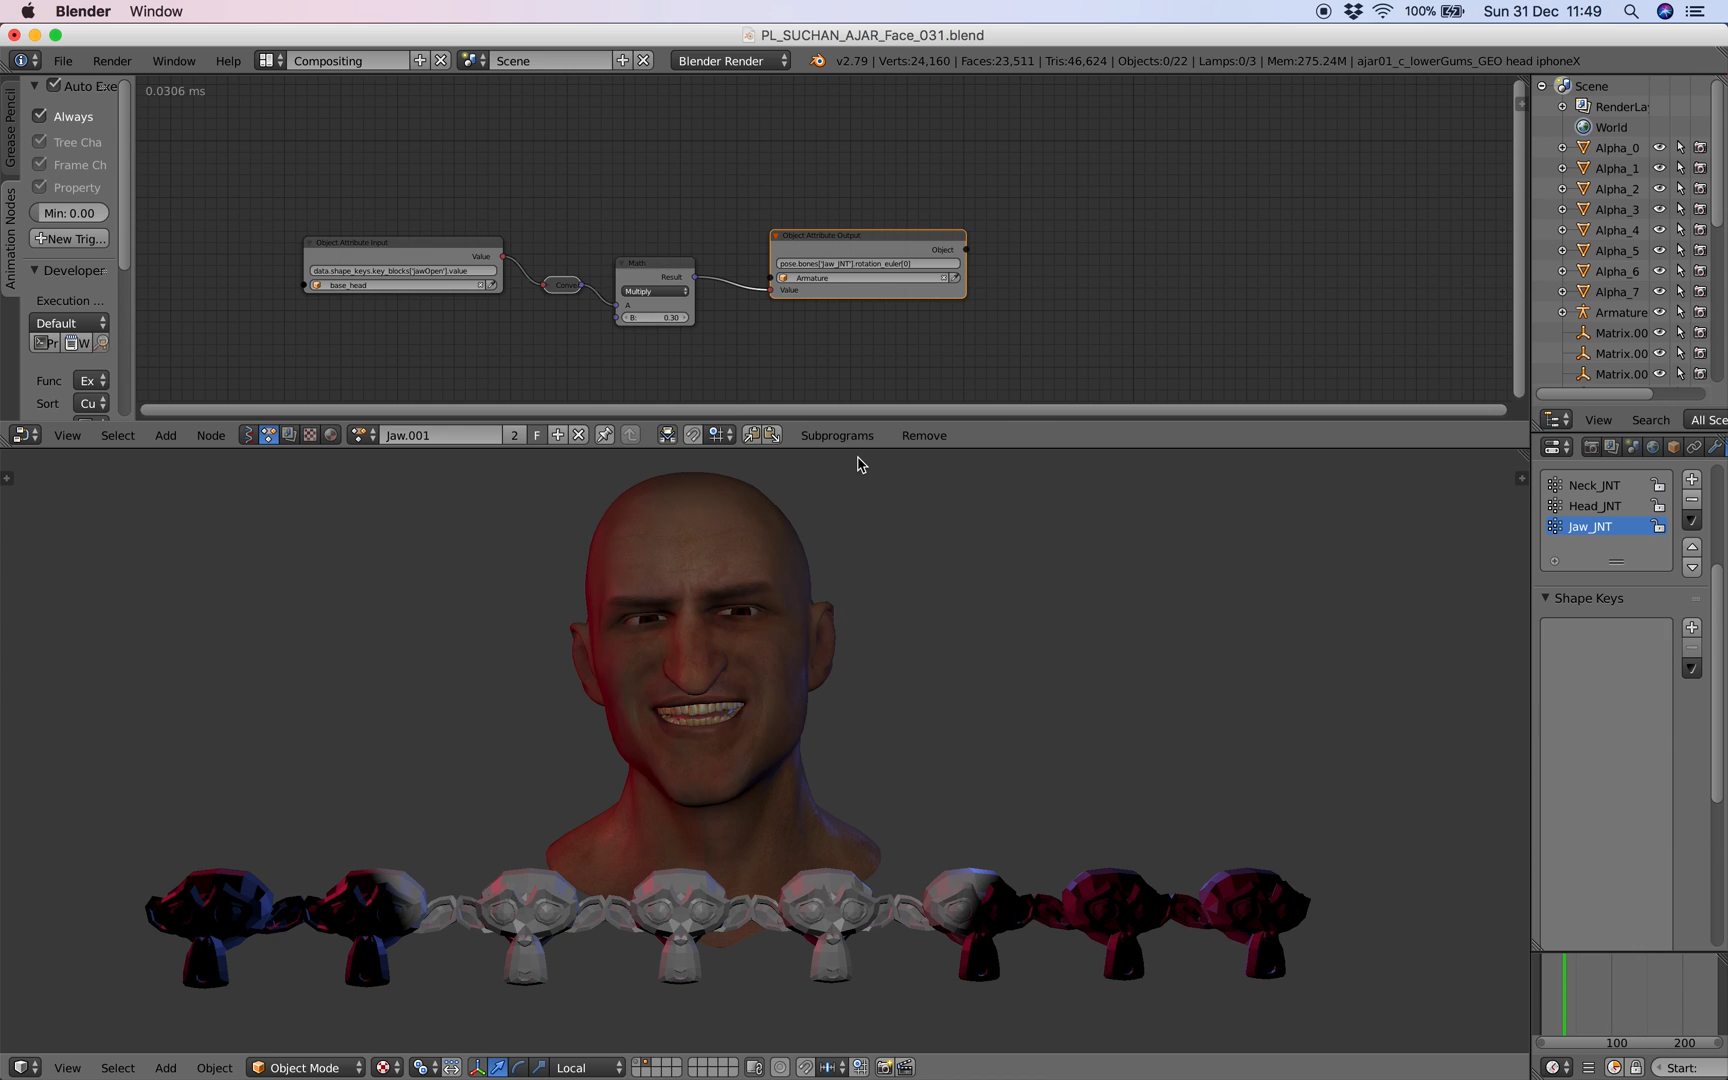 Blender Window 100% Sun 31 Dec 11:49
PL_SUCHAN_AJAR_Face_031.blend
File Render Window Help Compositing Scene Blender Render v2.79 | Verts:24,160 | Faces:23,511 | Tris:46,624 | Objects:0/22 | Lamps:0/3 | Mem:275.24M | ajar01_c_lowerGums_GEO head iphoneX
Grease Pencil
Animation Nodes
Auto Exe
Always
Tree Cha
Frame Ch
Property
Min: 0.00
New Trig...
Developer
Execution ...
Default
Pr W
Func Ex
Sort Cu
0.0306 ms
Object Attribute Input
Value
data.shape_keys.key_blocks['jawOpen'].value
base_head
Conve
Math
Result
Multiply
A
B: 0.30
Object Attribute Output
Object
pose.bones['Jaw_JNT'].rotation_euler[0]
Armature
Value
Scene
RenderLa
World
Alpha_0
Alpha_1
Alpha_2
Alpha_3
Alpha_4
Alpha_5
Alpha_6
Alpha_7
Armature
Matrix.00
Matrix.00
Matrix.00
View Search All Sce
View Select Add Node Jaw.001 2 F Subprograms Remove
Neck_JNT
Head_JNT
Jaw_JNT
Shape Keys
100 200
View Select Add Object Object Mode Local Start: